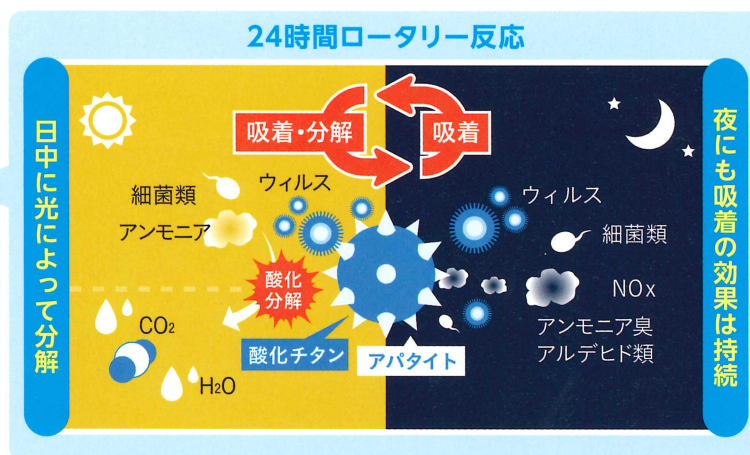 24時間ロータリー反応
日中に光によって分解
吸着・分解
吸着
ウィルス
細菌類
アンモニア
酸化
分解
CO₂
H₂O
酸化チタン
アパタイト
ウィルス
細菌類
NOx
アンモニア臭
アルデヒド類
夜にも吸着の効果は持続